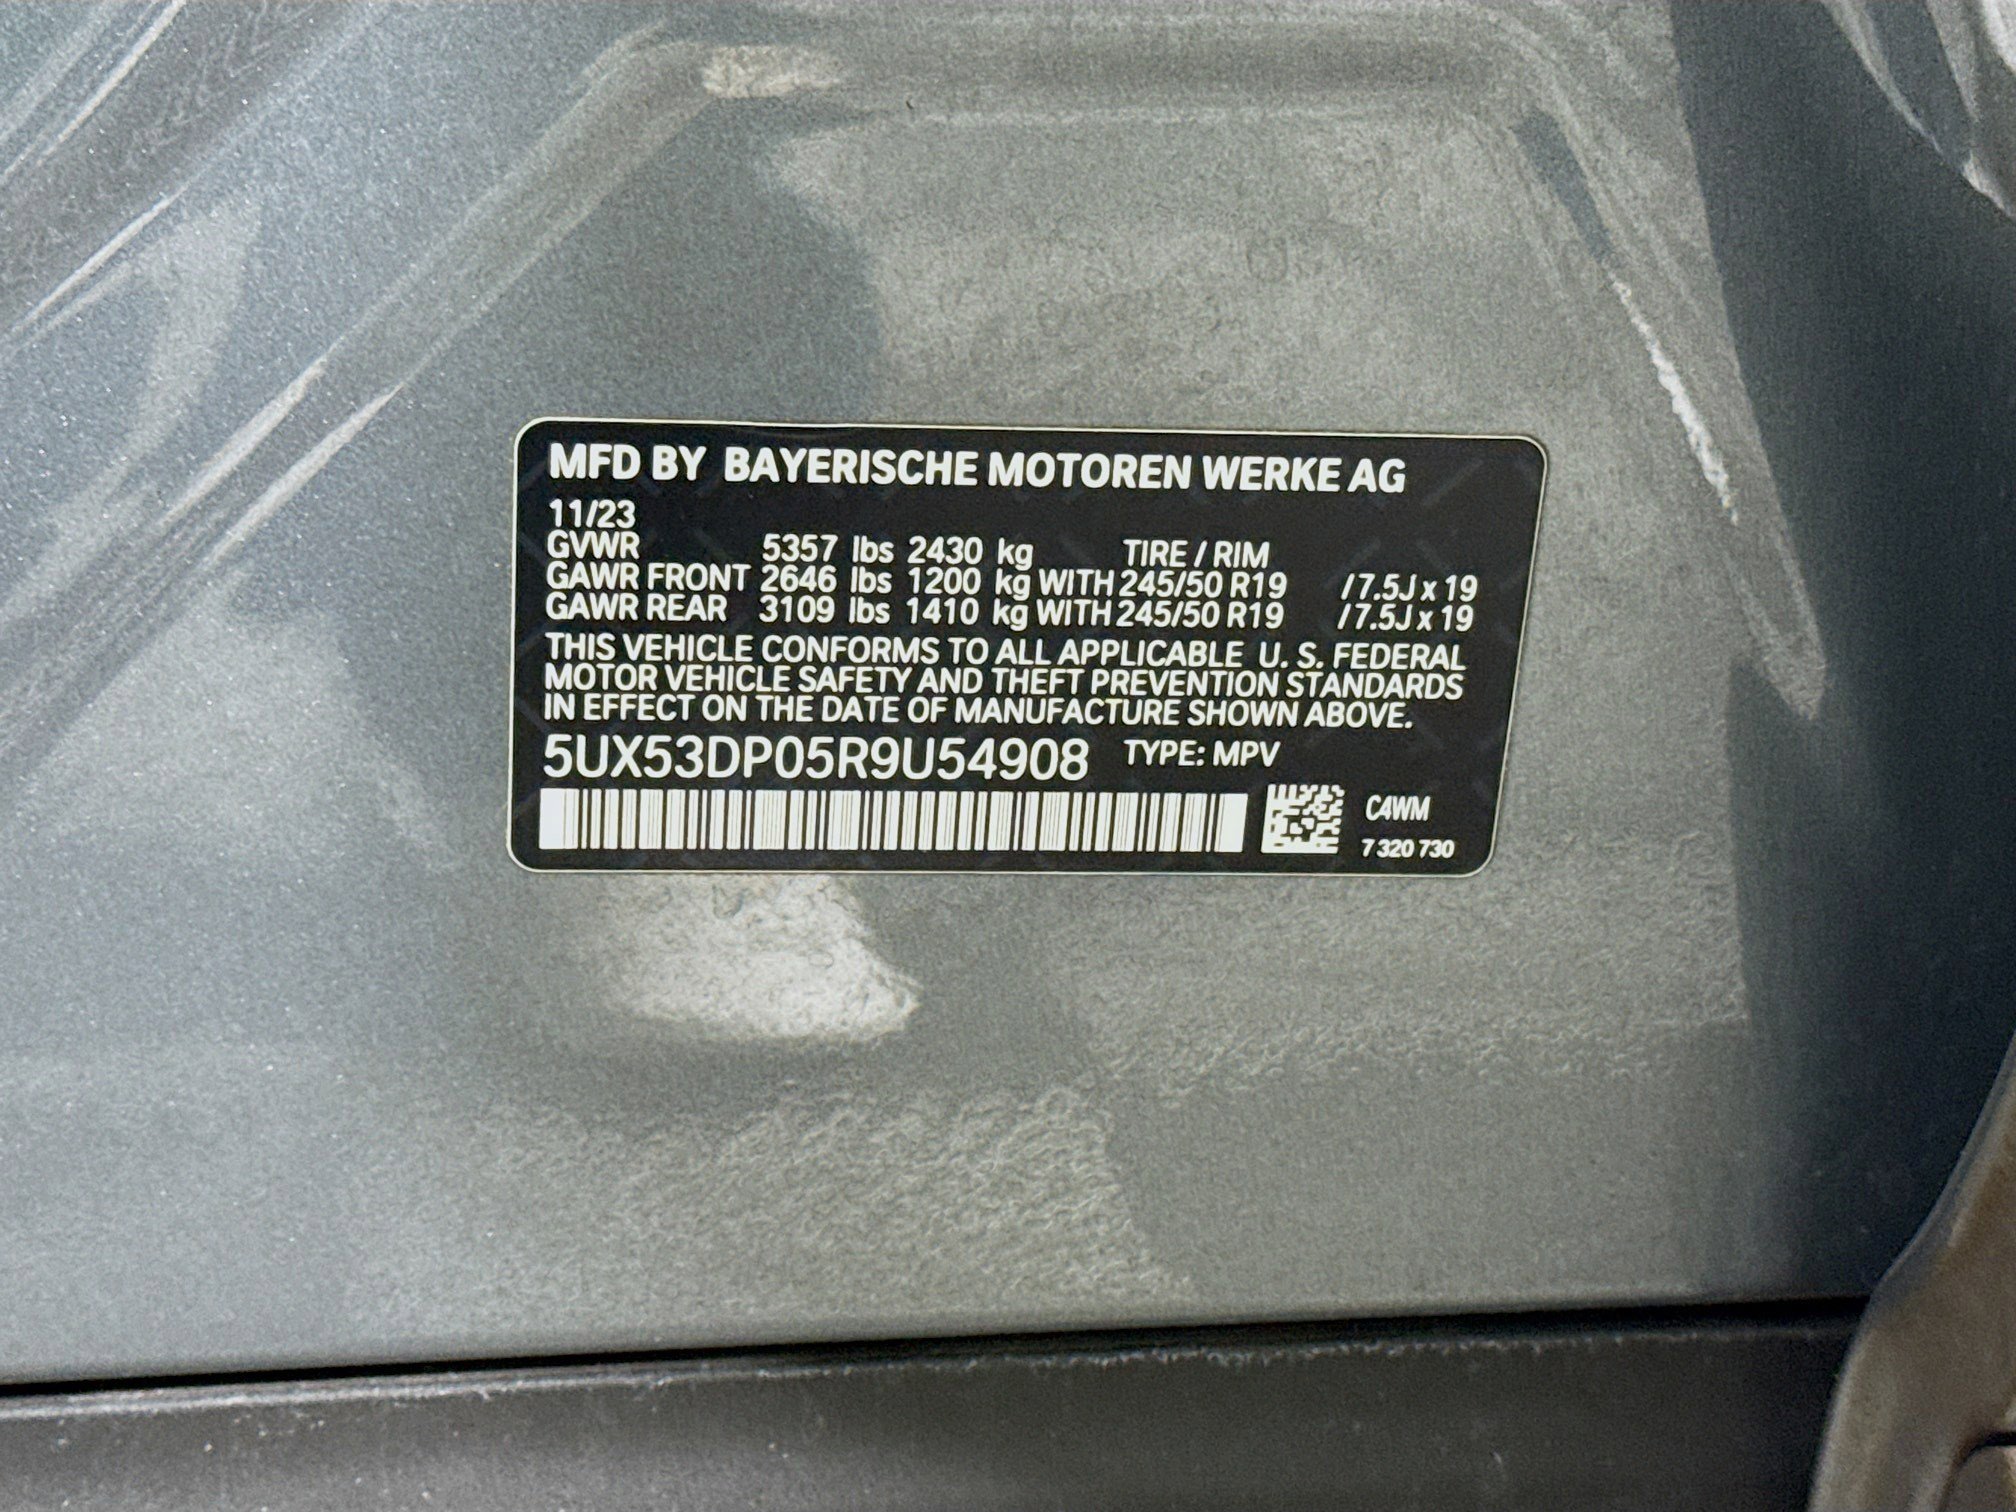 MFD BY BAYERISCHE MOTOREN WERKE AG
11/23
GVWR 5357 lbs 2430 kg TIRE / RIM
GAWR FRONT 2646 lbs 1200 kg WITH 245/50 R19 /7.5J x 19
GAWR REAR 3109 lbs 1410 kg WITH 245/50 R19 /7.5J x 19
THIS VEHICLE CONFORMS TO ALL APPLICABLE U. S. FEDERAL
MOTOR VEHICLE SAFETY AND THEFT PREVENTION STANDARDS
IN EFFECT ON THE DATE OF MANUFACTURE SHOWN ABOVE.
5UX53DP05R9U54908 TYPE: MPV
C4WM
7 320 730